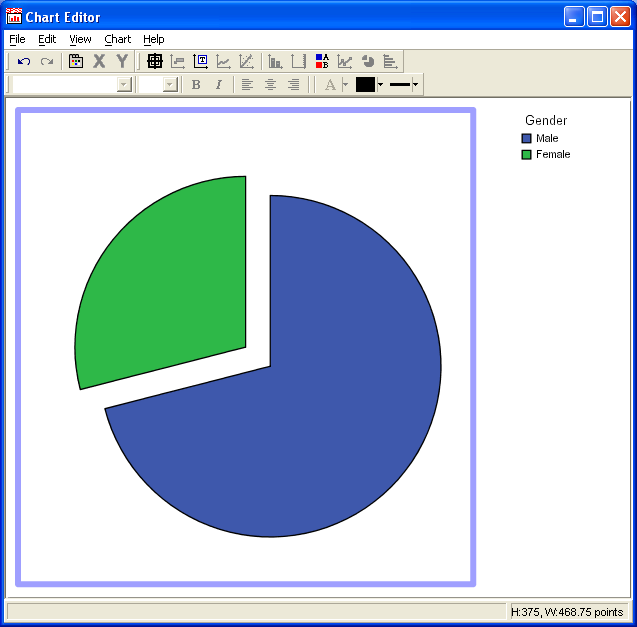 Chart Editor
File Edit View Chart Help
X Y
B I A
Gender
Male
Female
H:375, W:468.75 points